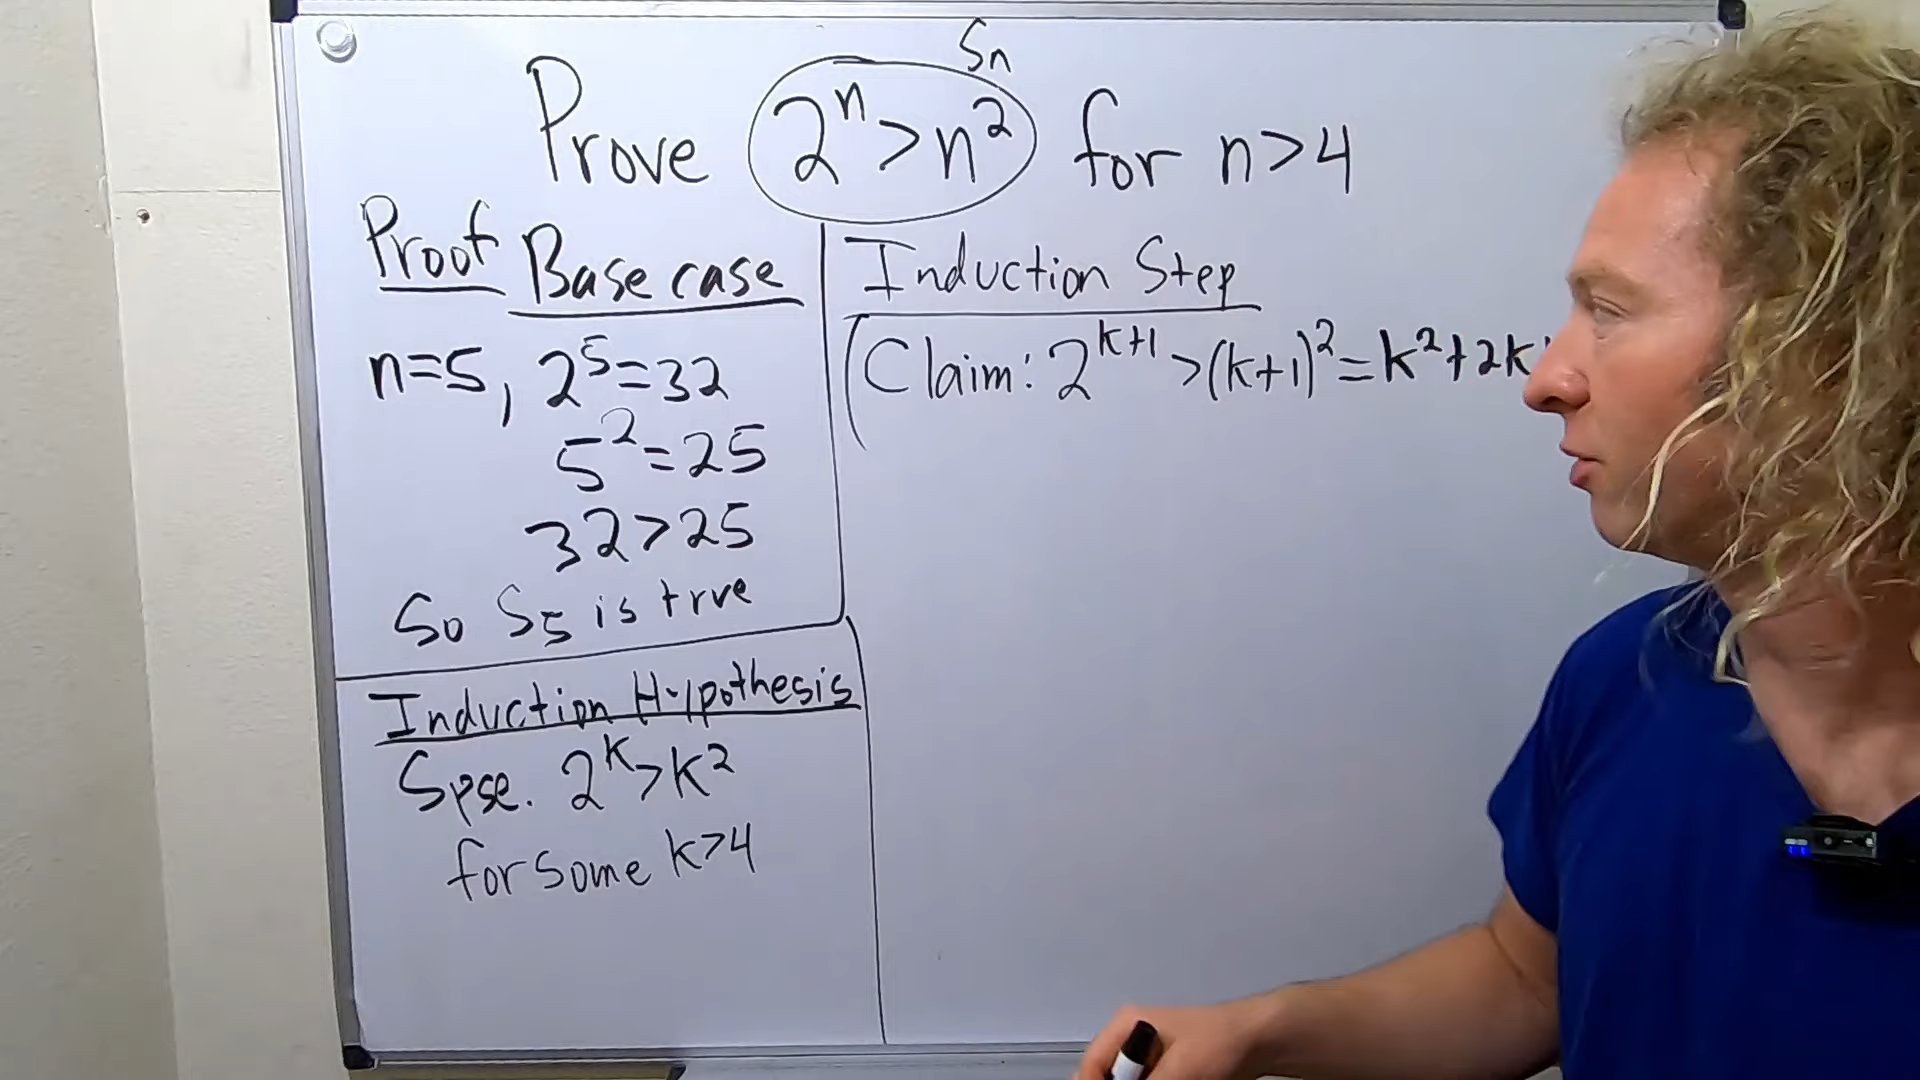 Sn
Prove 2^n > n^2 for n>4
Proof Base case
n=5, 2^5=32
5^2=25
32>25
So S5 is true
Induction Hypothesis
Spse. 2^k>k^2
for some k>4
Induction Step
Claim: 2^k+1 >(k+1)^2=k^2+2k